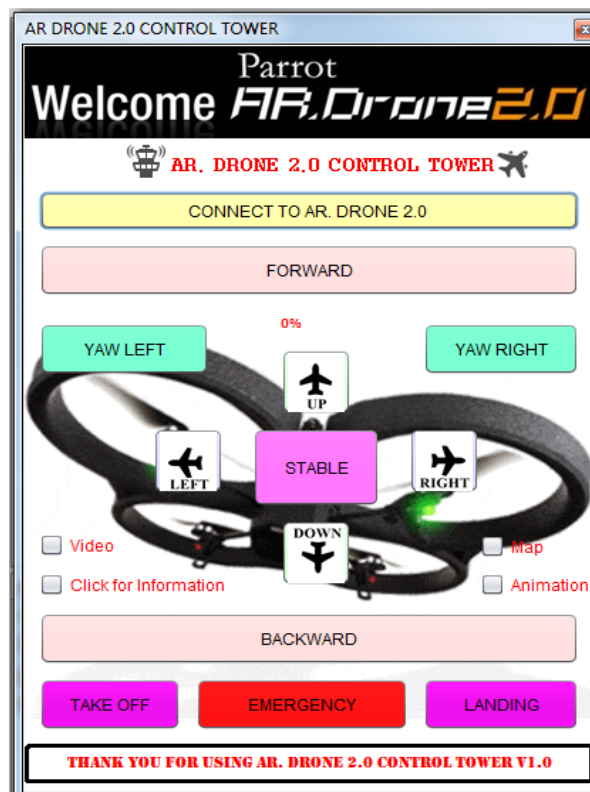 AR DRONE 2.0 CONTROL TOWER
Parrot
Welcome AR.Drone2.0
AR. DRONE 2.0 CONTROL TOWER
CONNECT TO AR. DRONE 2.0
FORWARD
0%
YAW LEFT
YAW RIGHT
UP
LEFT
STABLE
RIGHT
DOWN
Video
Map
Click for Information
Animation
BACKWARD
TAKE OFF
EMERGENCY
LANDING
THANK YOU FOR USING AR. DRONE 2.0 CONTROL TOWER V1.0